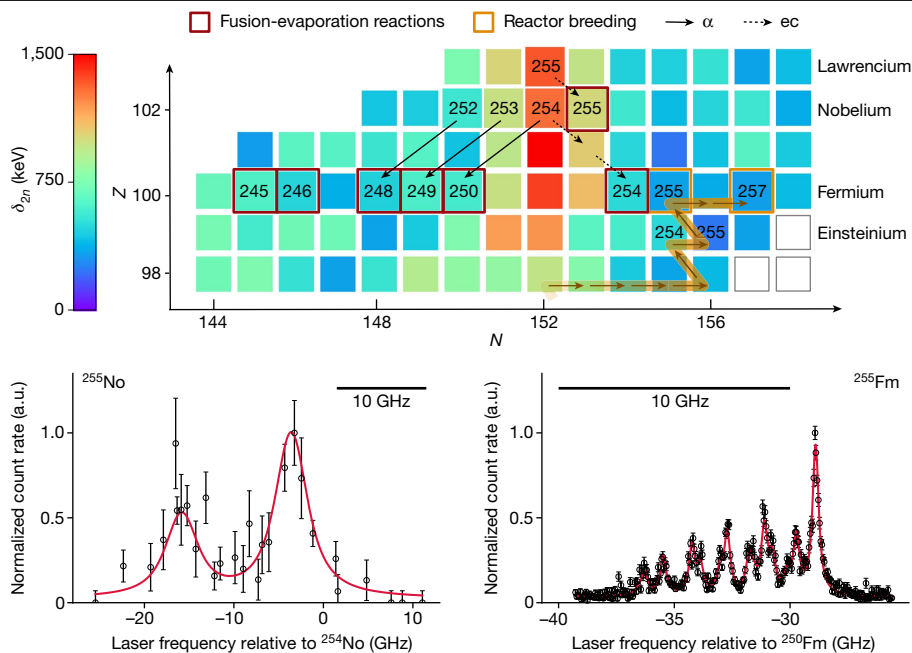 Fusion-evaporation reactions Reactor breeding α ec
1,500
750
0
δ2n (keV)
Z
102
100
98
255 Lawrencium
252 253 254 255 Nobelium
245 246 248 249 250 254 255 257 Fermium
254 255 Einsteinium
144 148 152 156
N
255No
10 GHz
Normalized count rate (a.u.)
1.0
0.5
0
−20 −10 0 10
Laser frequency relative to 254No (GHz)
255Fm
10 GHz
Normalized count rate (a.u.)
1.0
0.5
0
−40 −35 −30
Laser frequency relative to 250Fm (GHz)